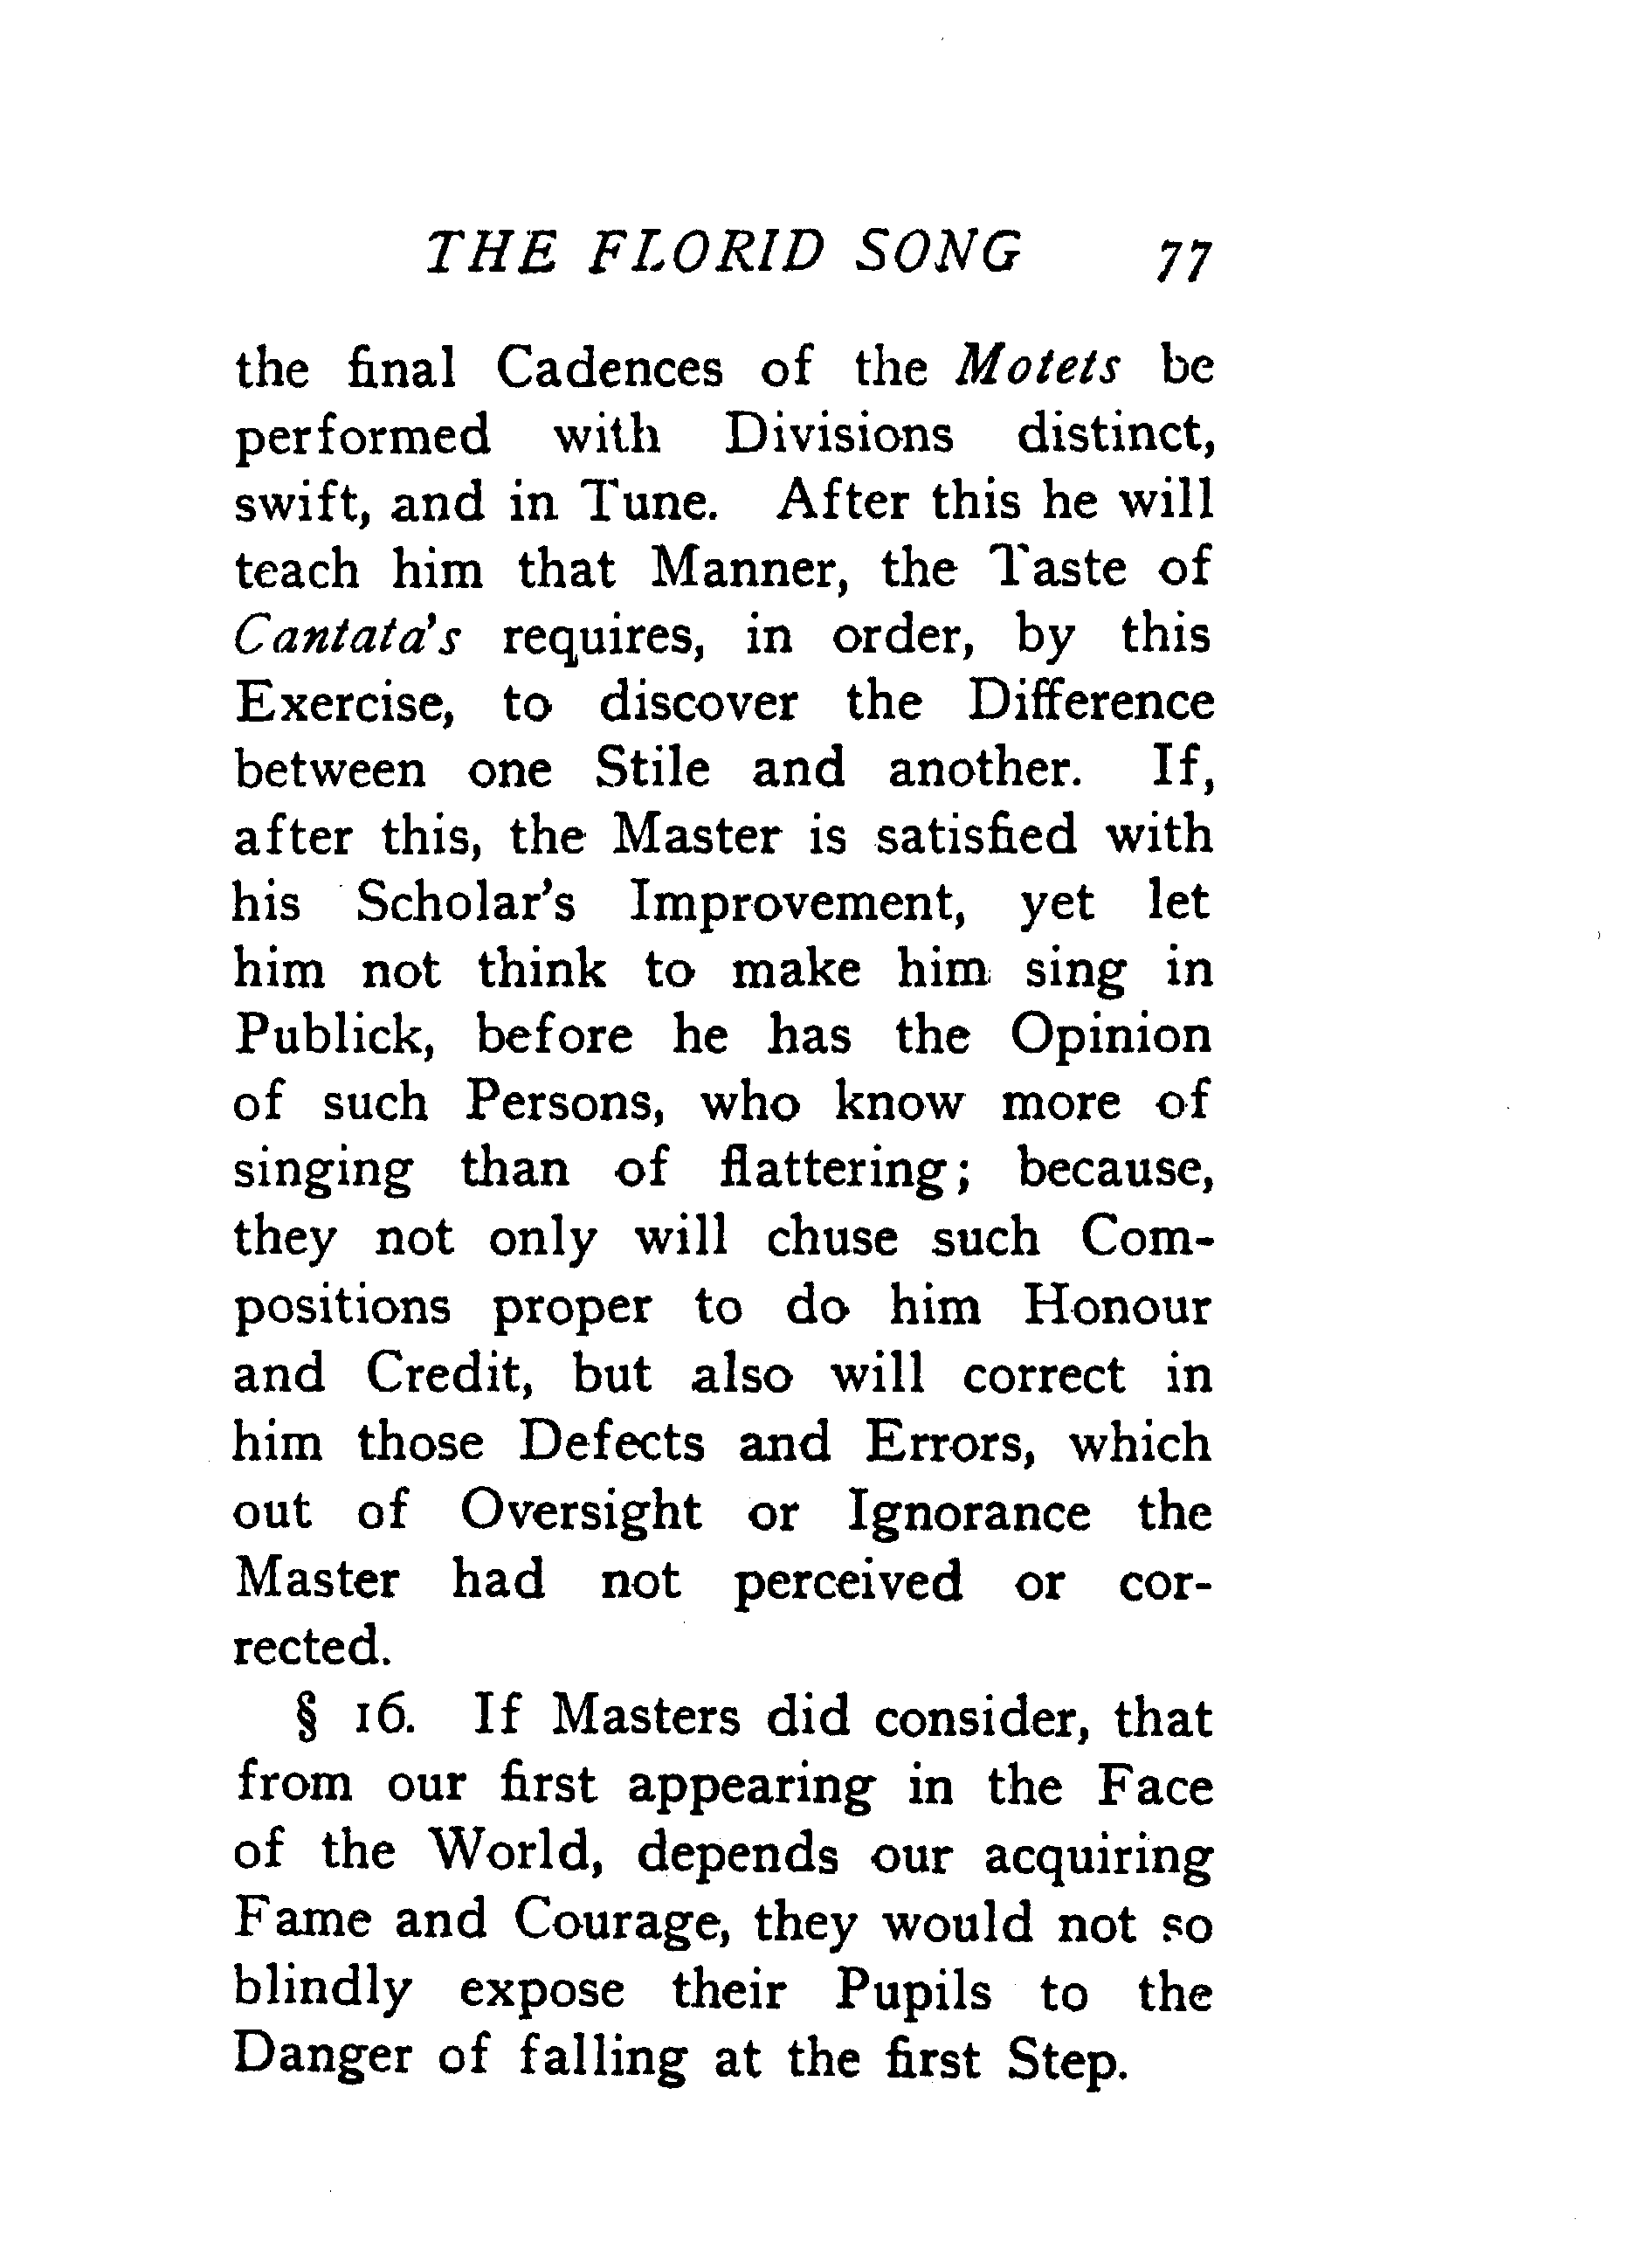 THE FLORID SONG 77
the final Cadences of the Motets be
performed with Divisions distinct,
swift, and in Tune. After this he will
teach him that Manner, the Taste of
Cantata's requires, in order, by this
Exercise, to discover the Difference
between one Stile and another. If,
after this, the Master is satisfied with
his Scholar's Improvement, yet let
him not think to make him sing in
Publick, before he has the Opinion
of such Persons, who know more of
singing than of flattering; because,
they not only will chuse such Com-
positions proper to do him Honour
and Credit, but also will correct in
him those Defects and Errors, which
out of Oversight or Ignorance the
Master had not perceived or cor-
rected.
§ 16. If Masters did consider, that
from our first appearing in the Face
of the World, depends our acquiring
Fame and Courage, they would not so
blindly expose their Pupils to the
Danger of falling at the first Step.